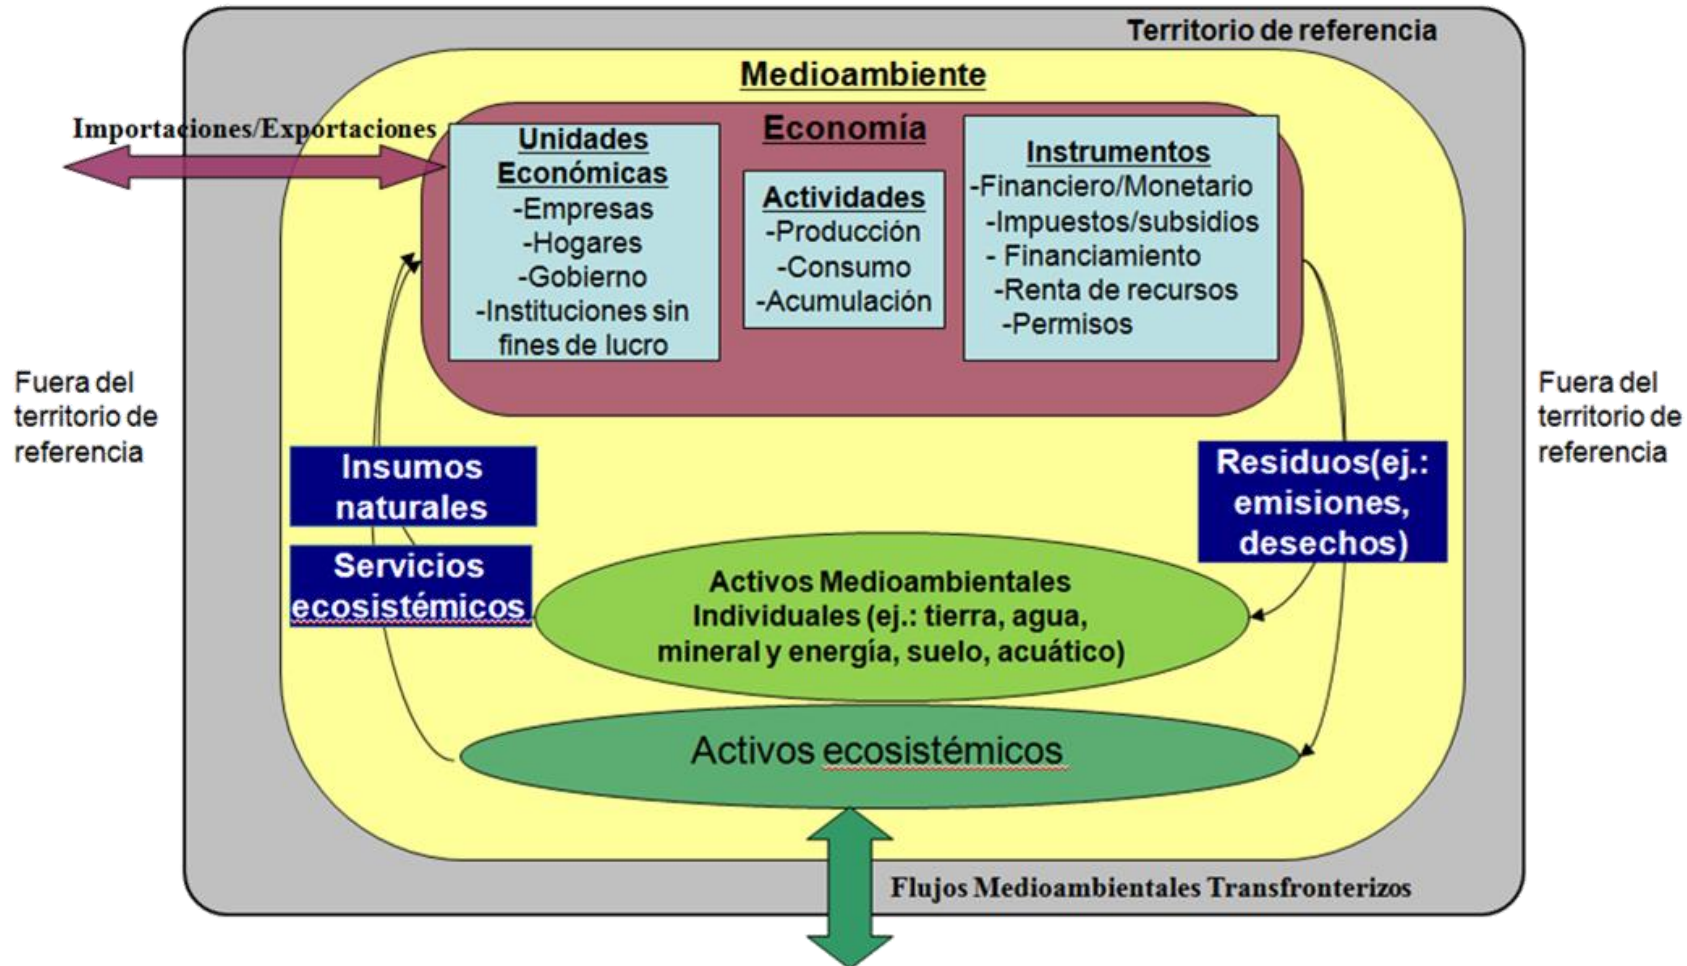 Territorio de referencia
Medioambiente
Importaciones/Exportaciones
Economía
Unidades
Económicas
-Empresas
-Hogares
-Gobierno
-Instituciones sin
fines de lucro
Actividades
-Producción
-Consumo
-Acumulación
Instrumentos
-Financiero/Monetario
-Impuestos/subsidios
- Financiamiento
-Renta de recursos
-Permisos
Fuera del
territorio de
referencia
Fuera del
territorio de
referencia
Insumos
naturales
Servicios
ecosistémicos
Residuos(ej.:
emisiones,
desechos)
Activos Medioambientales
Individuales (ej.: tierra, agua,
mineral y energía, suelo, acuático)
Activos ecosistémicos
Flujos Medioambientales Transfronterizos